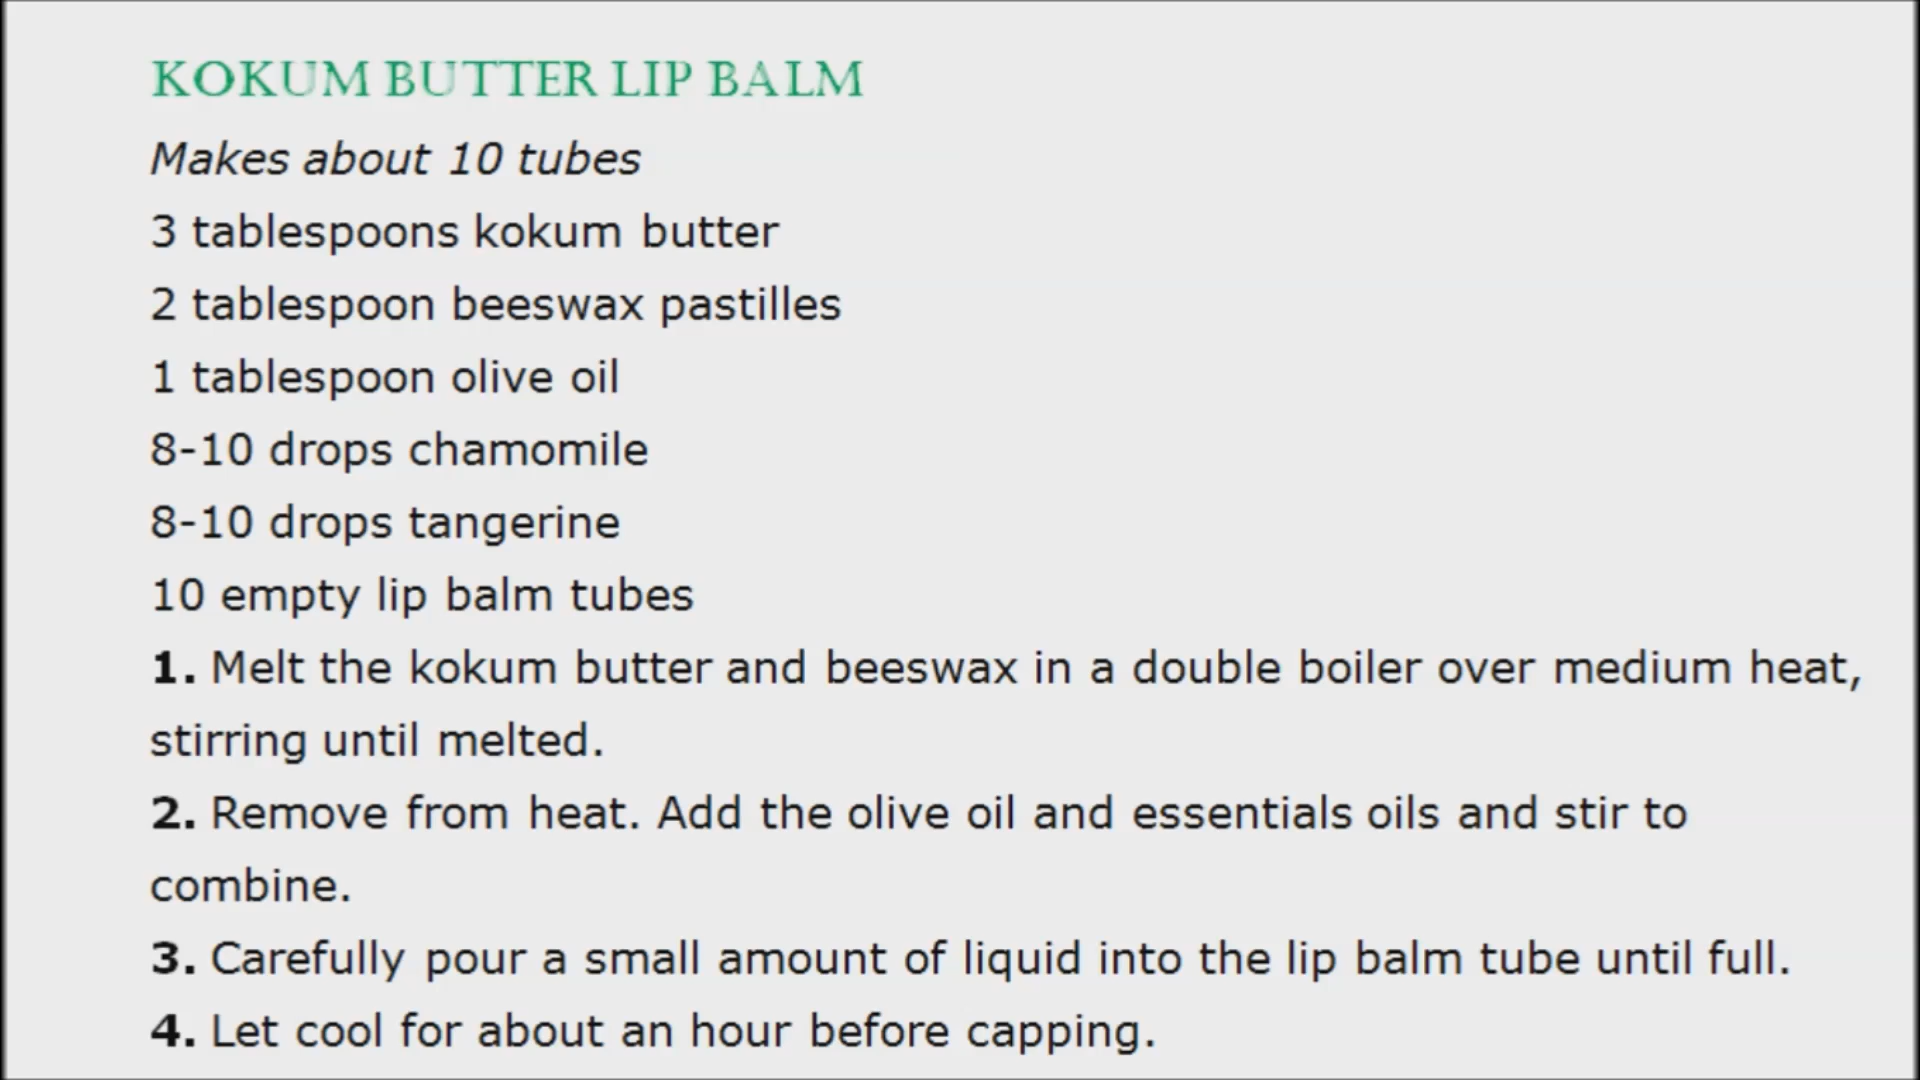 KOKUM BUTTER LIP BALM
Makes about 10 tubes
3 tablespoons kokum butter
2 tablespoon beeswax pastilles
1 tablespoon olive oil
8-10 drops chamomile
8-10 drops tangerine
10 empty lip balm tubes
1. Melt the kokum butter and beeswax in a double boiler over medium heat,
stirring until melted.
2. Remove from heat. Add the olive oil and essentials oils and stir to
combine.
3. Carefully pour a small amount of liquid into the lip balm tube until full.
4. Let cool for about an hour before capping.